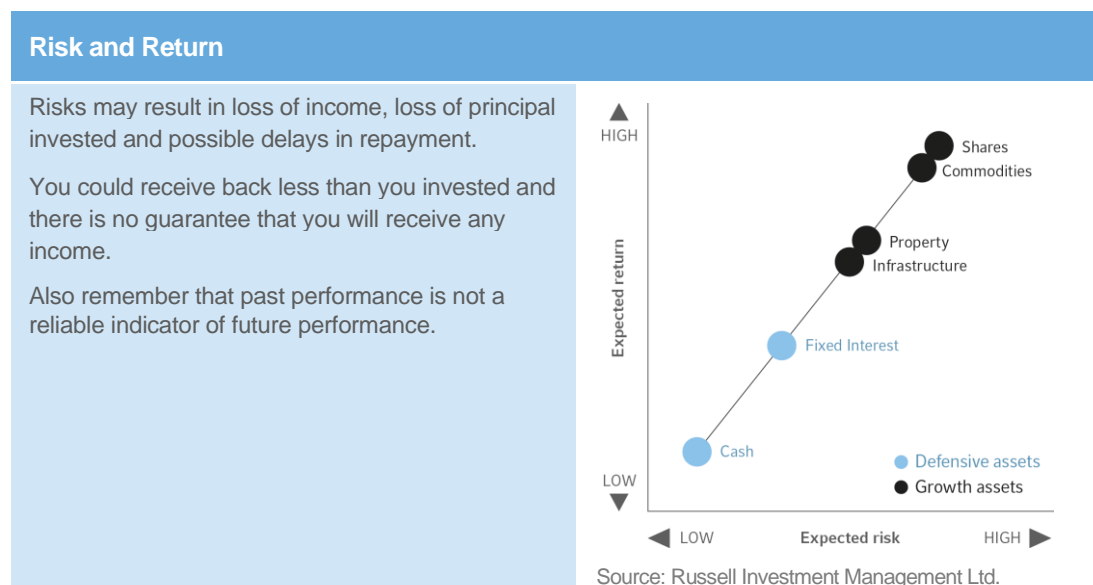 Risk and Return
Risks may result in loss of income, loss of principal
invested and possible delays in repayment.
You could receive back less than you invested and
there is no guarantee that you will receive any
income.
Also remember that past performance is not a
reliable indicator of future performance.
HIGH
Shares
Commodities
Property
Infrastructure
Expected return
Fixed Interest
Cash
Defensive assets
LOW
Growth assets
LOW
Expected risk
HIGH
Source: Russell Investment Management Ltd.